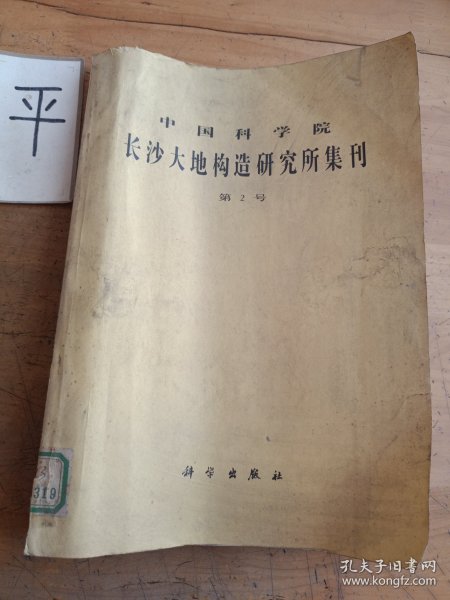 平
中国科学院
长沙大地构造研究所集刊
第2号
科学出版社
319
孔夫子旧书网
www.kongfz.com